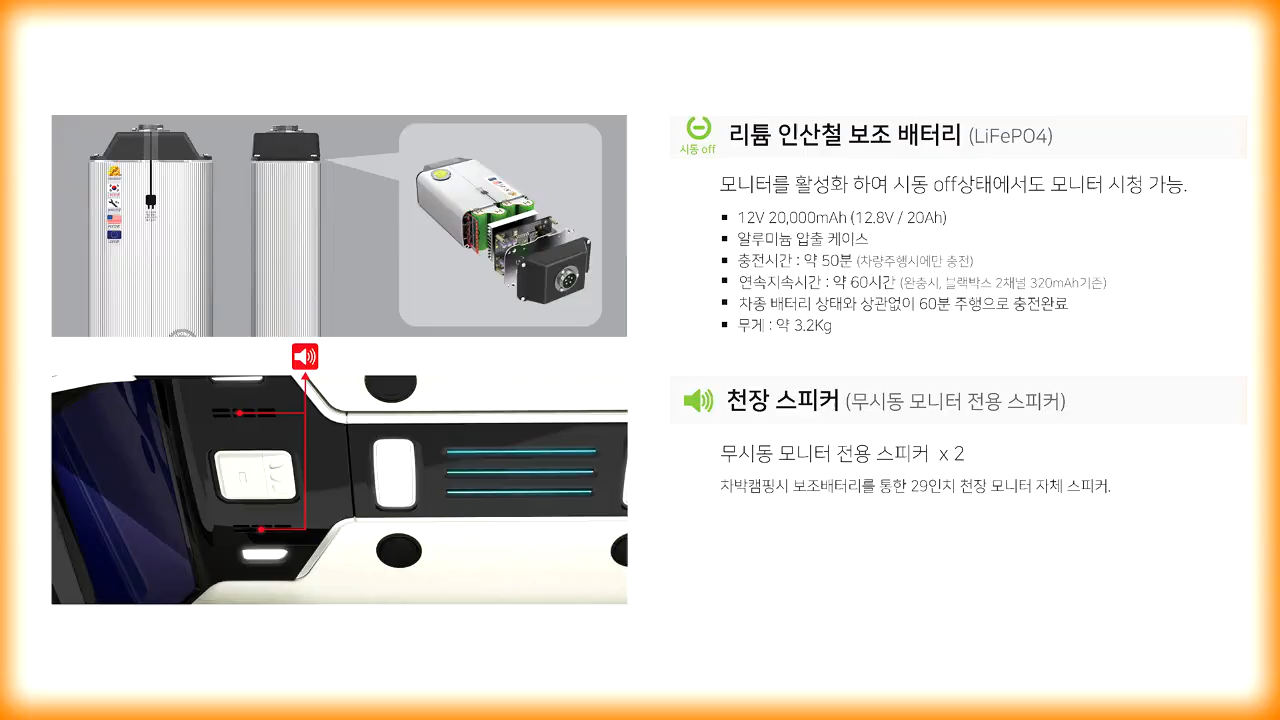 시동 off
리튬 인산철 보조 배터리 (LiFePO4)
모니터를 활성화 하여 시동 off상태에서도 모니터 시청 가능.
12V 20,000mAh (12.8V / 20Ah)
알루미늄 압출 케이스
충전시간 : 약 50분 (차량주행시에만 충전)
연속지속시간 : 약 60시간 (완충시, 블랙박스 2채널 320mAh기준)
차종 배터리 상태와 상관없이 60분 주행으로 충전완료
무게 : 약 3.2Kg
천장 스피커 (무시동 모니터 전용 스피커)
무시동 모니터 전용 스피커 x 2
차박캠핑시 보조배터리를 통한 29인치 천장 모니터 자체 스피커.